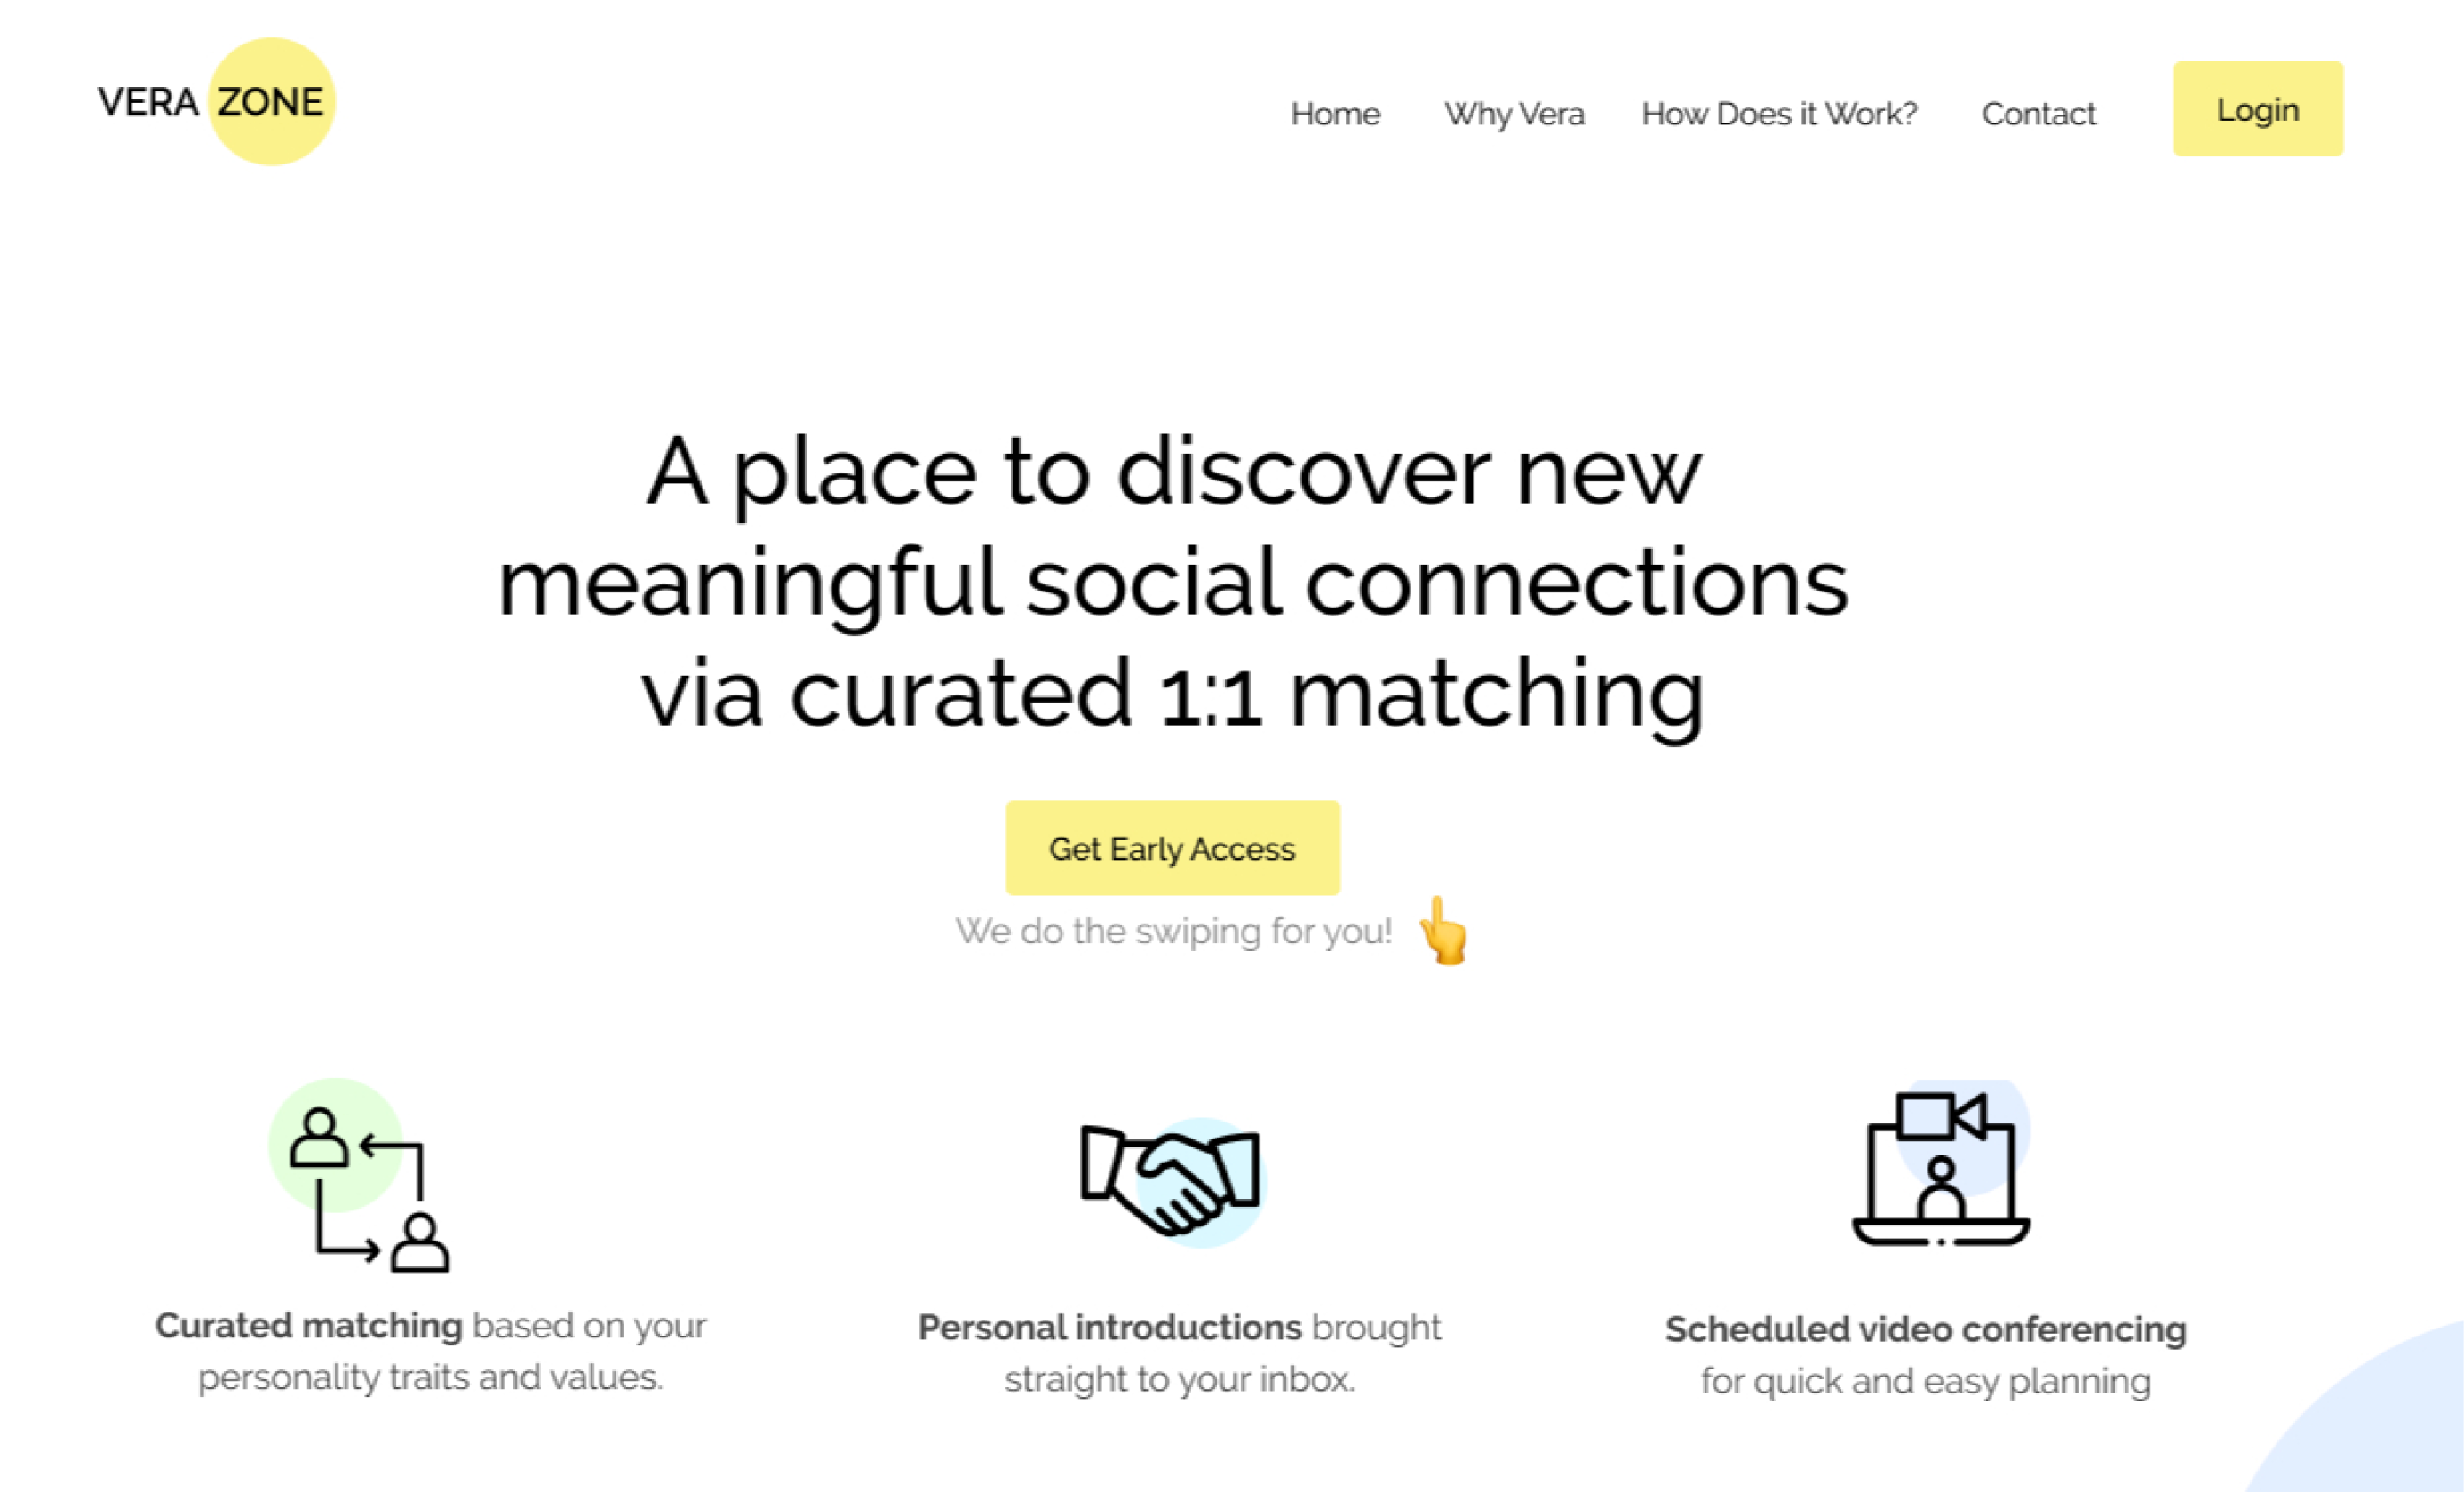 VERA ZONE
Home Why Vera How Does it Work? Contact Login
A place to discover new
meaningful social connections
via curated 1:1 matching
Get Early Access
We do the swiping for you!
Curated matching based on your
personality traits and values.
Personal introductions brought
straight to your inbox.
Scheduled video conferencing
for quick and easy planning